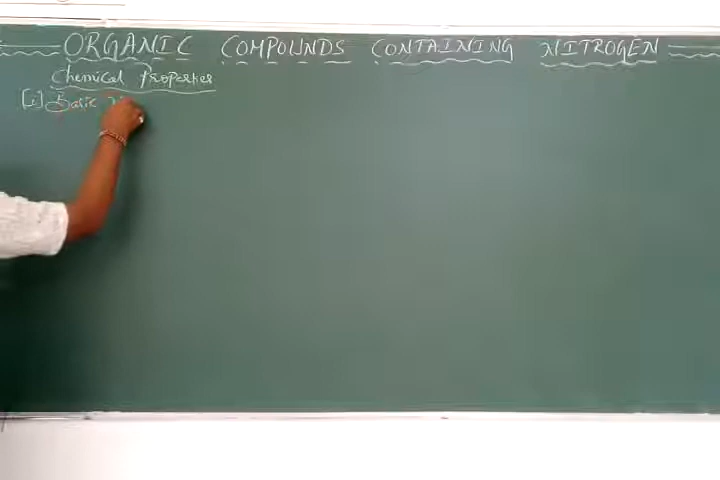 ORGANIC COMPOUNDS CONTAINING NITROGEN
Chemical Properties
[i] Basic